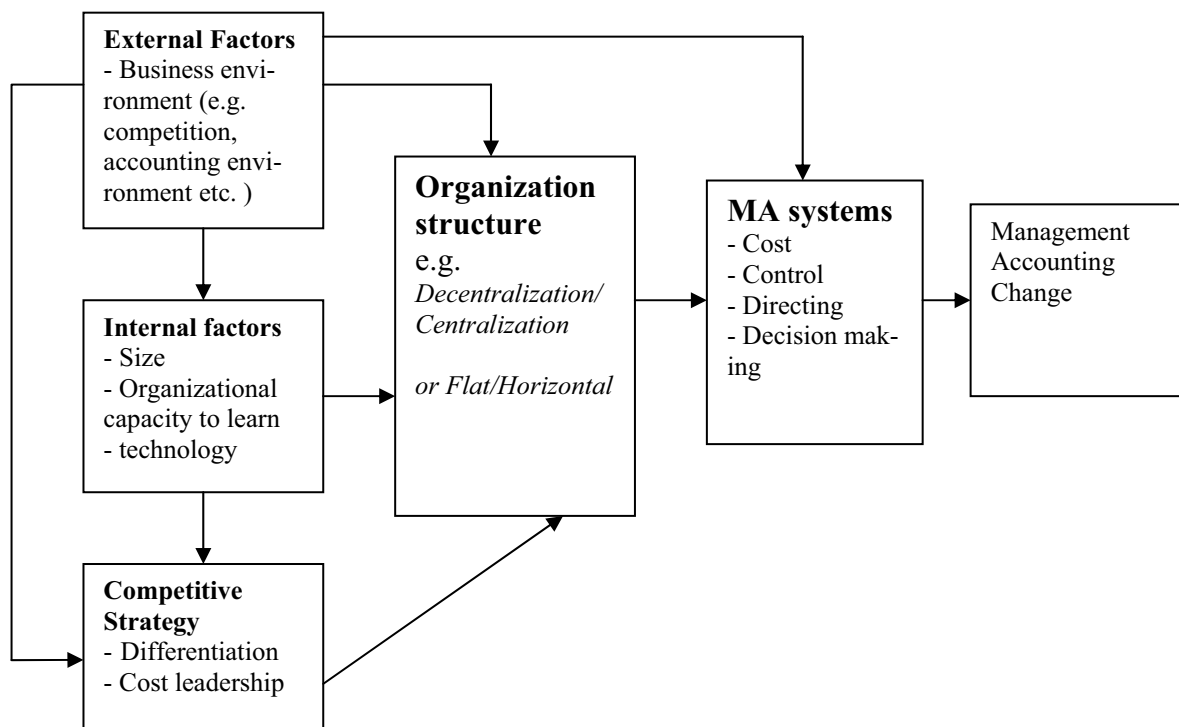 External Factors
- Business envi-
ronment (e.g.
competition,
accounting envi-
ronment etc. )
Internal factors
- Size
- Organizational
capacity to learn
- technology
Competitive
Strategy
- Differentiation
- Cost leadership
Organization
structure
e.g.
Decentralization/
Centralization
or Flat/Horizontal
MA systems
- Cost
- Control
- Directing
- Decision mak-
ing
Management
Accounting
Change